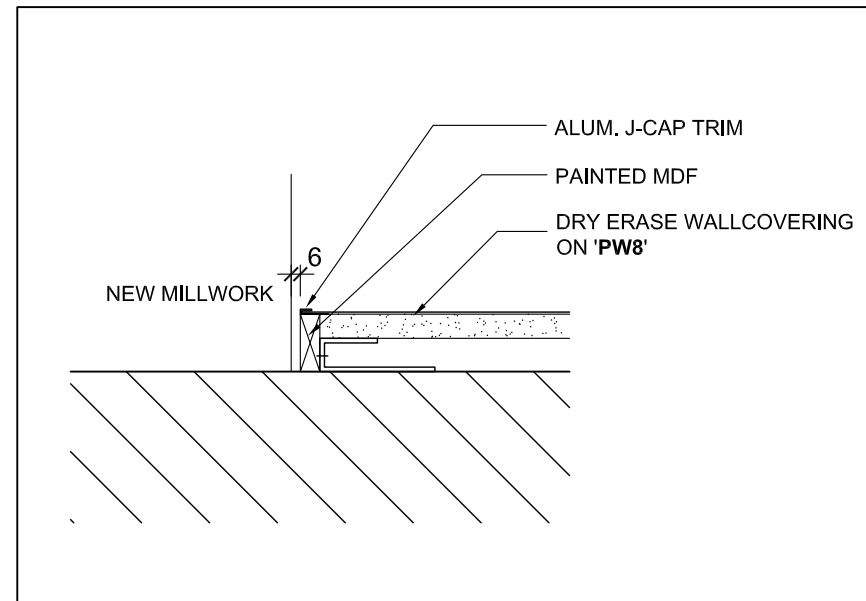 ALUM. J-CAP TRIM
PAINTED MDF
DRY ERASE WALLCOVERING
ON 'PW8'
6
NEW MILLWORK